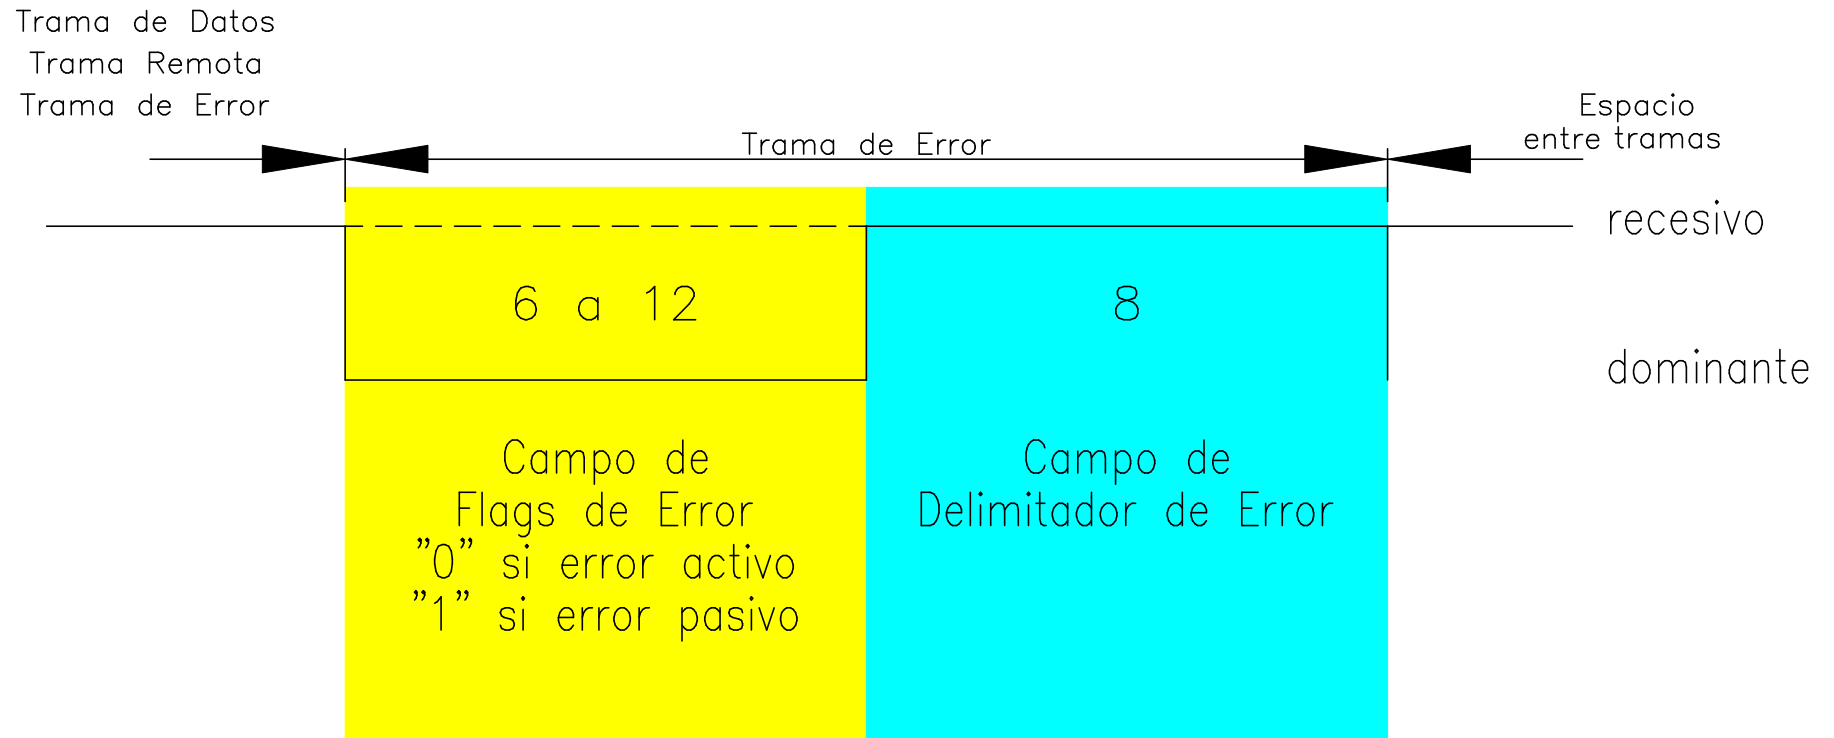 Trama de Datos
Trama Remota
Trama de Error
Trama de Error
Espacio
entre tramas
recesivo
6 a 12
8
dominante
Campo de
Flags de Error
"0" si error activo
"1" si error pasivo
Campo de
Delimitador de Error